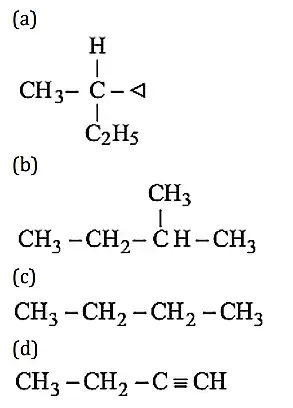 (a)
H
CH₃– C –◁
C₂H₅
(b)
CH₃
CH₃ –CH₂–CH–CH₃
(c)
CH₃ –CH₂ –CH₂ –CH₃
(d)
CH₃ –CH₂ –C≡CH